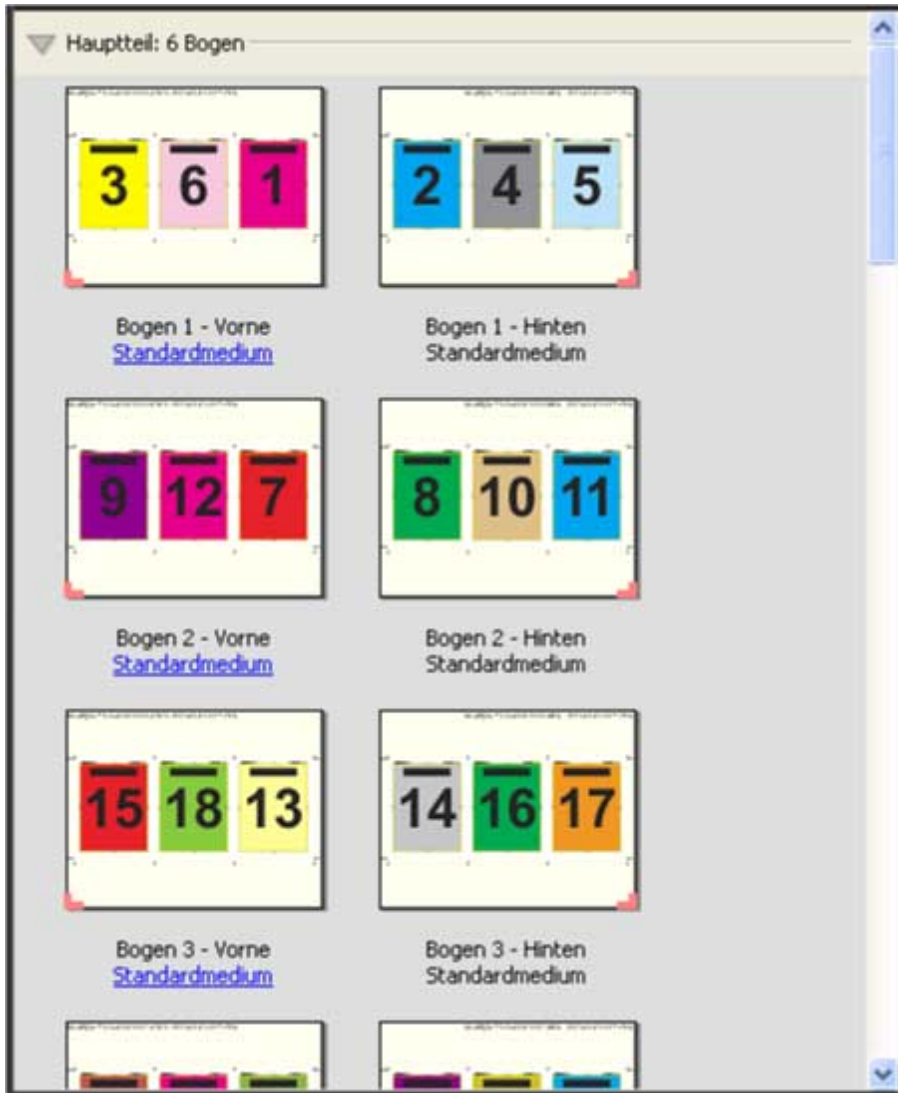 Hauptteil: 6 Bogen
3 6 1
2 4 5
Bogen 1 - Vorne
Standardmedium
Bogen 1 - Hinten
Standardmedium
9 12 7
8 10 11
Bogen 2 - Vorne
Standardmedium
Bogen 2 - Hinten
Standardmedium
15 18 13
14 16 17
Bogen 3 - Vorne
Standardmedium
Bogen 3 - Hinten
Standardmedium